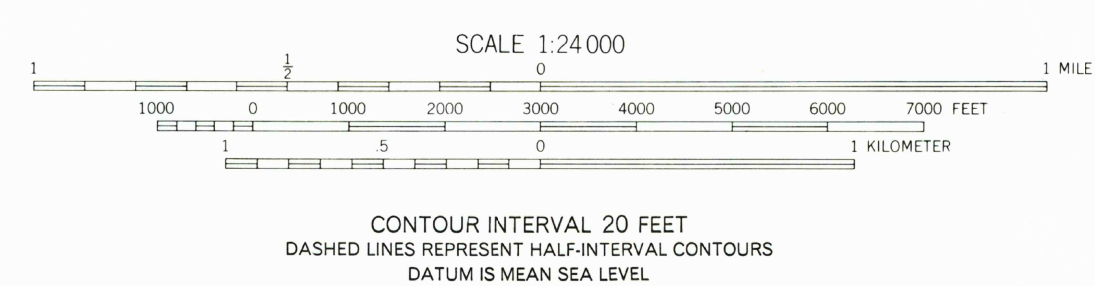 SCALE 1:24 000
1 1/2 0 1 MILE
1000 0 1000 2000 3000 4000 5000 6000 7000 FEET
1 .5 0 1 KILOMETER
CONTOUR INTERVAL 20 FEET
DASHED LINES REPRESENT HALF-INTERVAL CONTOURS
DATUM IS MEAN SEA LEVEL